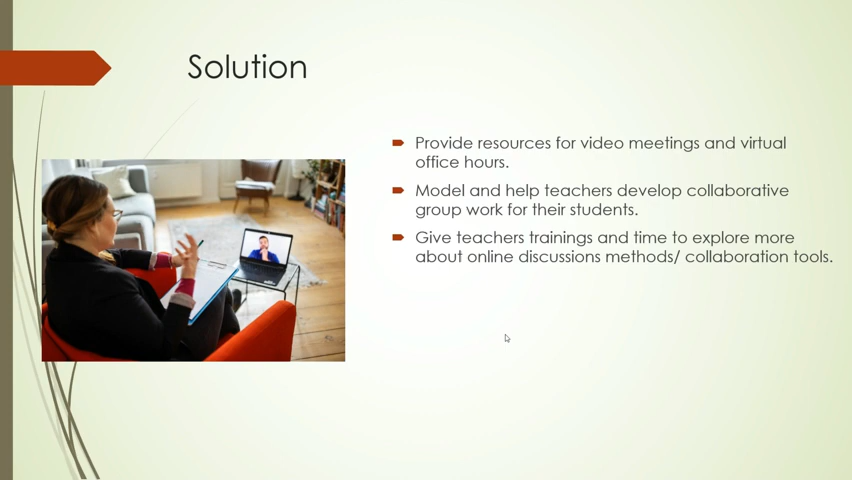 Solution
Provide resources for video meetings and virtual
office hours.
Model and help teachers develop collaborative
group work for their students.
Give teachers trainings and time to explore more
about online discussions methods/ collaboration tools.